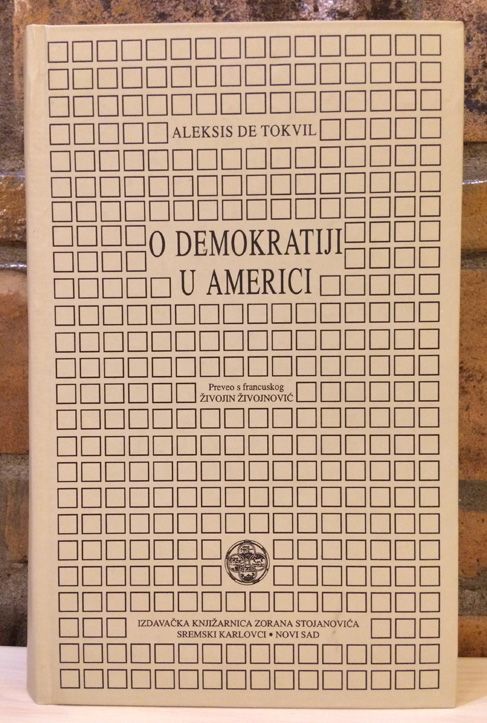 ALEKSIS DE TOKVIL
O DEMOKRATIJI
U AMERICI
Preveo s francuskog
ŽIVOJIN ŽIVOJNOVIĆ
IZDAVAČKA KNJIŽARNICA ZORANA STOJANOVIĆA
SREMSKI KARLOVCI • NOVI SAD